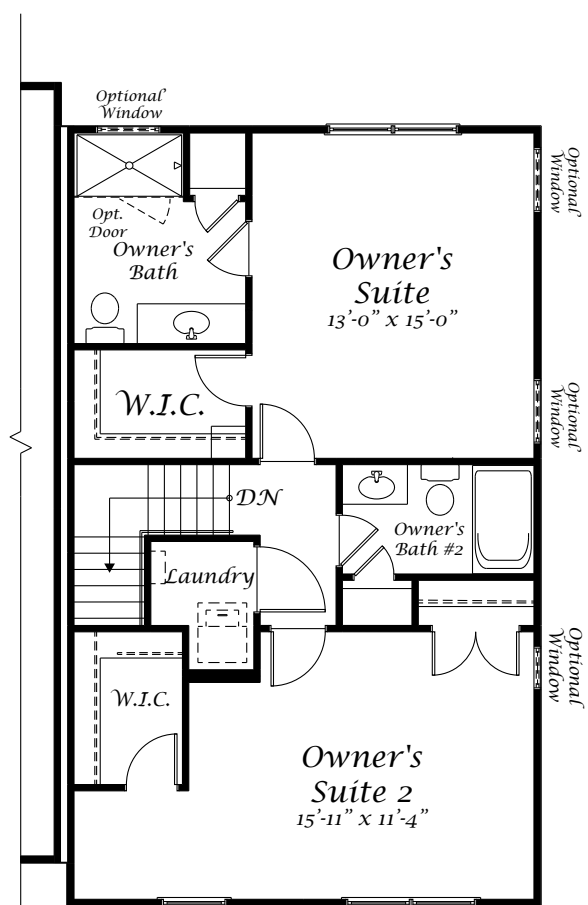 Optional
Window
Opt.
Door
Owner's
Bath
Owner's
Suite
13'-0" x 15'-0"
Optional
Window
W.I.C.
Optional
Window
DN
Owner's
Bath #2
Laundry
W.I.C.
Optional
Window
Owner's
Suite 2
15'-11" x 11'-4"